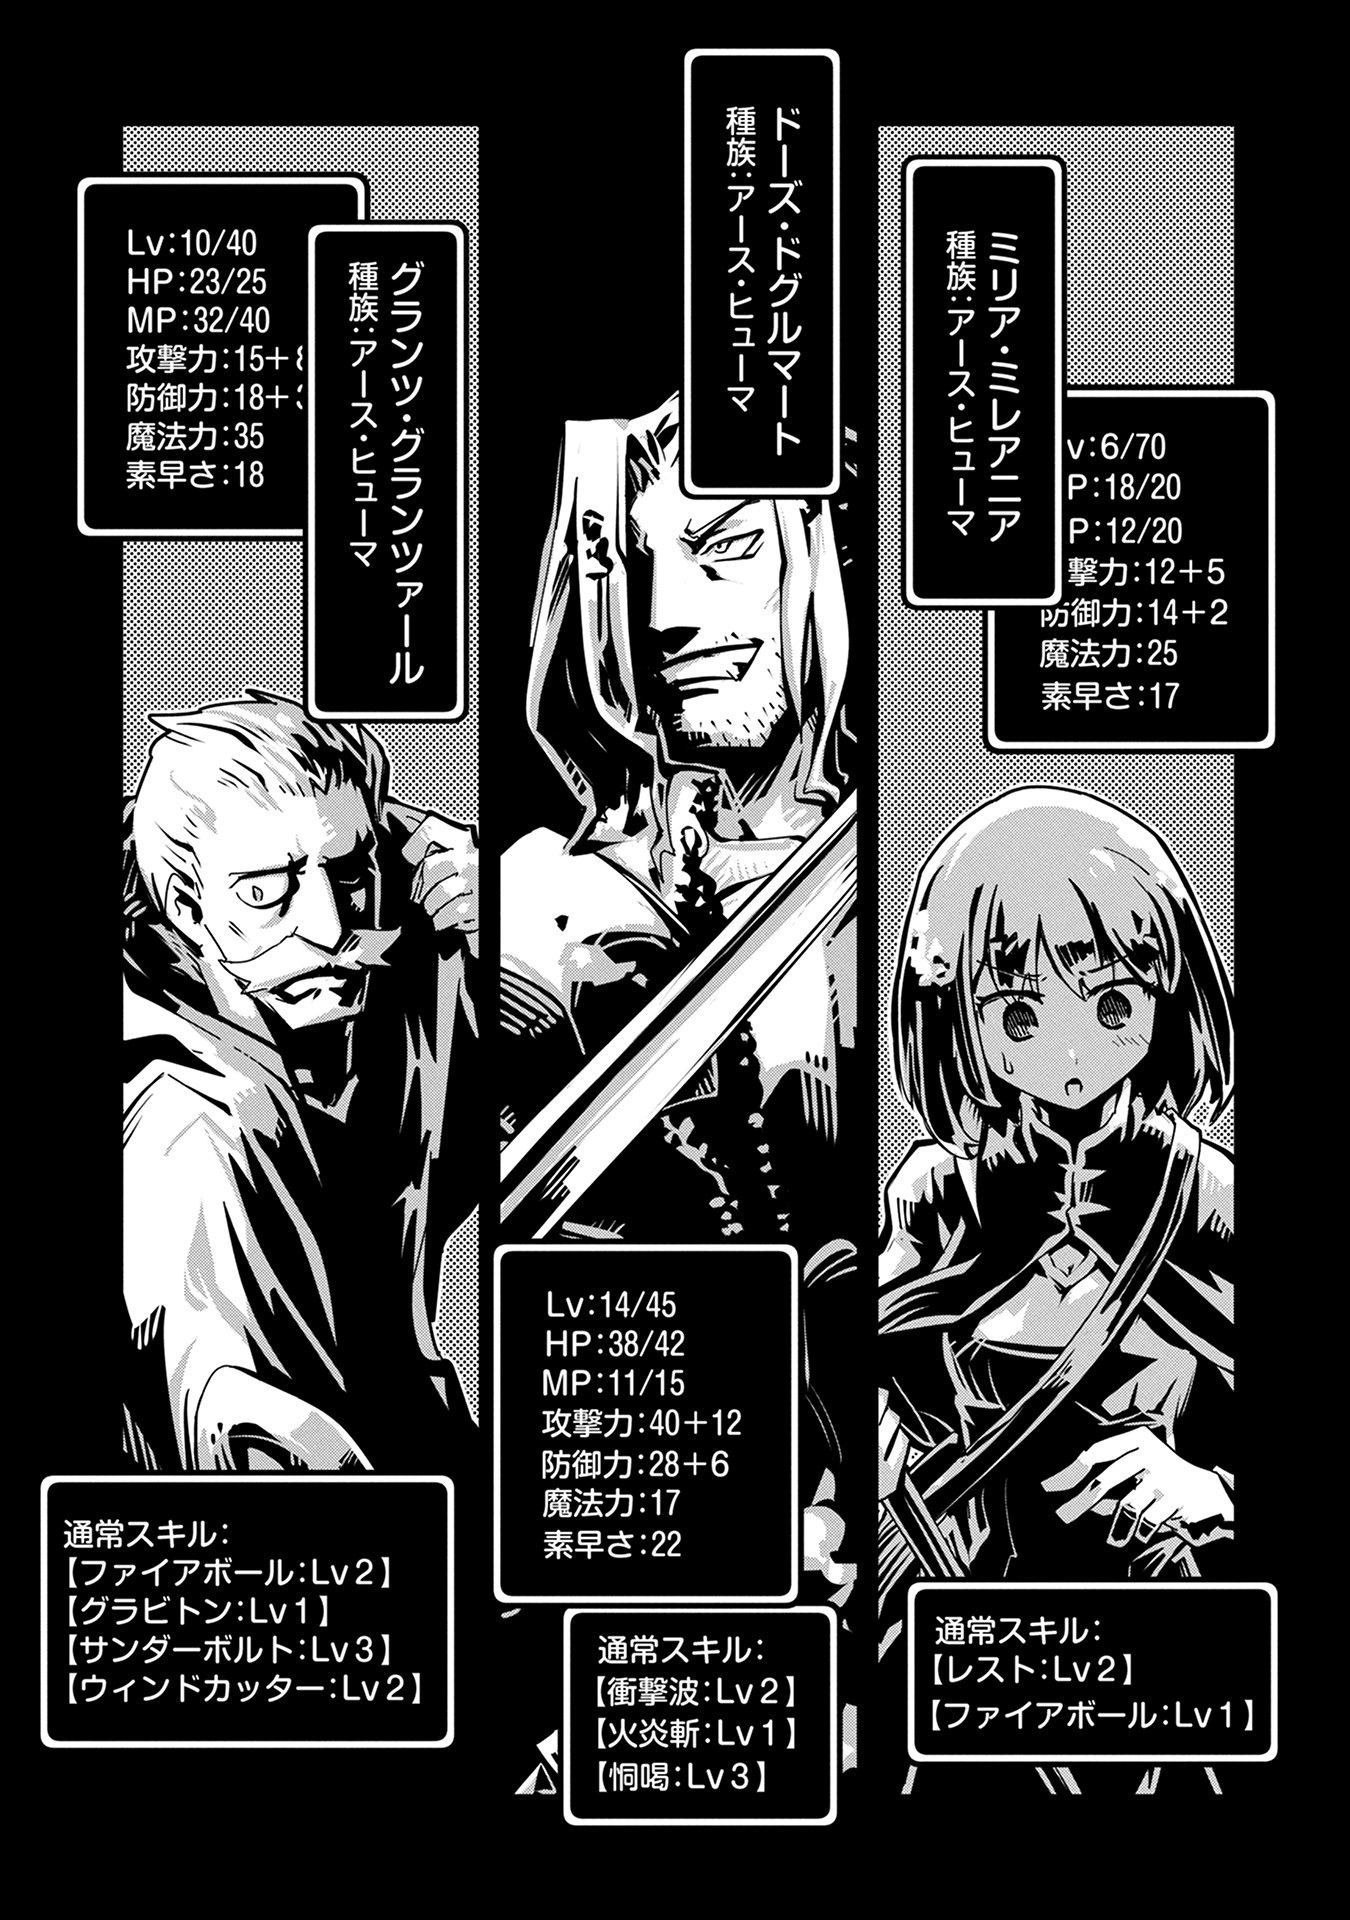 ミリア・ミレアニア
種族:アース・ヒューマ
v:6/70
P:18/20
P:12/20
撃力:12+5
防御力:14+2
魔法力:25
素早さ:17
通常スキル:
【レスト:Lv2】
【ファイアボール:Lv1】
ドーズ・ドグルマート
種族:アース・ヒューマ
Lv:14/45
HP:38/42
MP:11/15
攻撃力:40+12
防御力:28+6
魔法力:17
素早さ:22
通常スキル:
【衝撃波:Lv2】
【火炎斬:Lv1】
【恫喝:Lv3】
グランツ・グランツァール
種族:アース・ヒューマ
Lv:10/40
HP:23/25
MP:32/40
攻撃力:15+
防御力:18+
魔法力:35
素早さ:18
通常スキル:
【ファイアボール:Lv2】
【グラビトン:Lv1】
【サンダーボルト:Lv3】
【ウィンドカッター:Lv2】